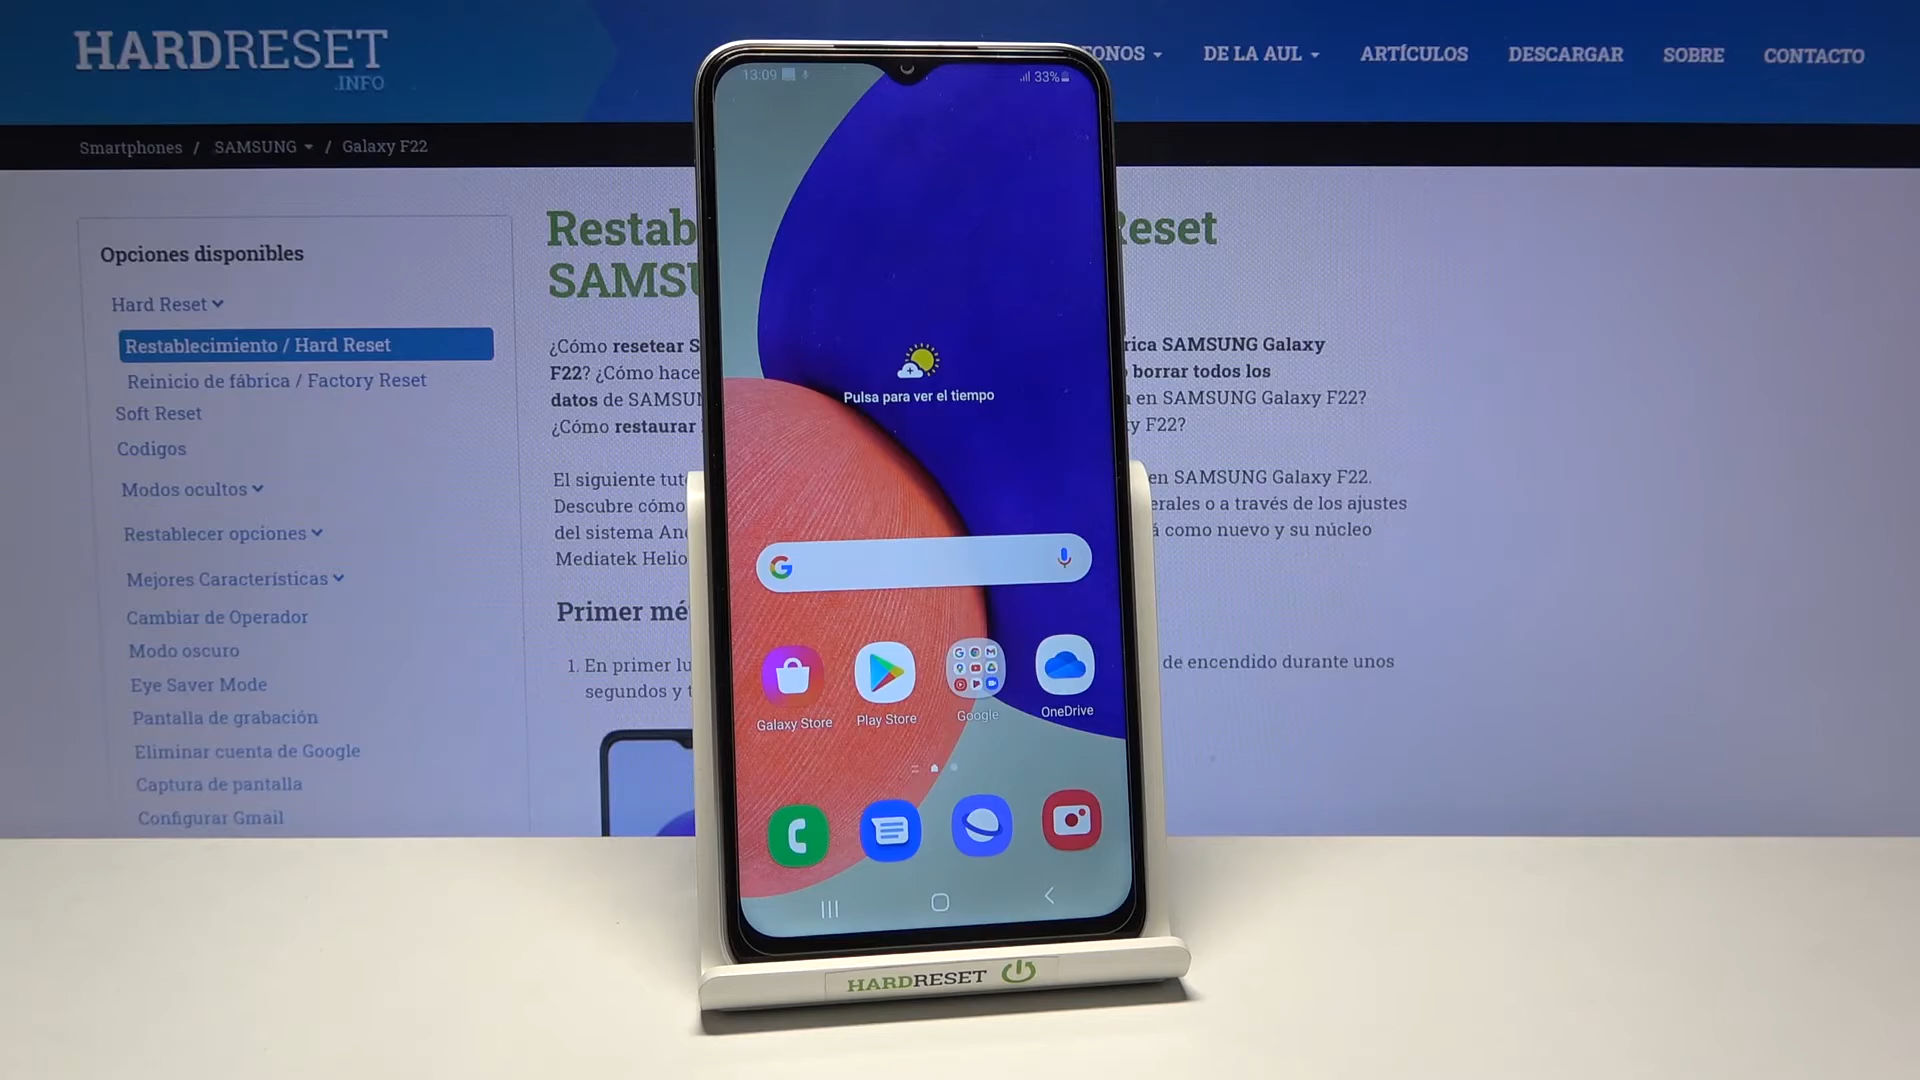 HARDRESET
.INFO
FONOS
DE LA AUL
ARTÍCULOS
DESCARGAR
SOBRE
CONTACTO
Smartphones / SAMSUNG / Galaxy F22
Opciones disponibles
Hard Reset
Restablecimiento / Hard Reset
Reinicio de fábrica / Factory Reset
Soft Reset
Codigos
Modos ocultos
Restablecer opciones
Mejores Características
Cambiar de Operador
Modo oscuro
Eye Saver Mode
Pantalla de grabación
Eliminar cuenta de Google
Captura de pantalla
Configurar Gmail
Restab Reset
SAMSU
¿Cómo resetear S rica SAMSUNG Galaxy
F22? ¿Cómo hace borrar todos los
datos de SAMSUN en SAMSUNG Galaxy F22?
¿Cómo restaurar y F22?
El siguiente tut en SAMSUNG Galaxy F22.
Descubre cómo erales o a través de los ajustes
del sistema An á como nuevo y su núcleo
Mediatek Helio
Primer mé
1. En primer lu de encendido durante unos
segundos y t
13:09
33%
Pulsa para ver el tiempo
Galaxy Store
Play Store
Google
OneDrive
HARDRESET